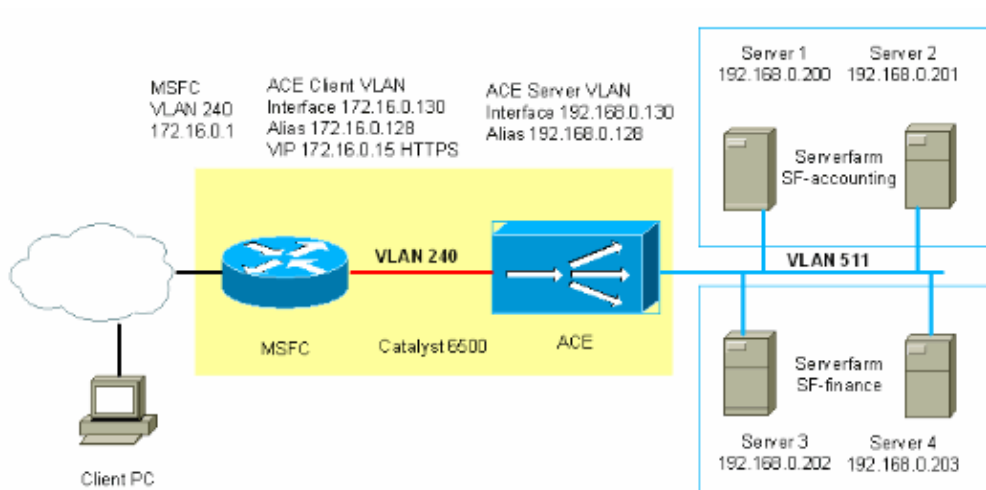 MSFC
VLAN 240
172.16.0.1
ACE Client VLAN
Interface 172.16.0.130
Alias 172.16.0.128
VIP 172.16.0.15 HTTPS
ACE Server VLAN
Interface 192.168.0.130
Alias 192.168.0.128
Server 1
192.168.0.200
Server 2
192.168.0.201
Serverfarm
SF-accounting
VLAN 240
VLAN 511
MSFC
Catalyst 6500
ACE
Serverfarm
SF-finance
Server 3
192.168.0.202
Server 4
192.168.0.203
Client PC